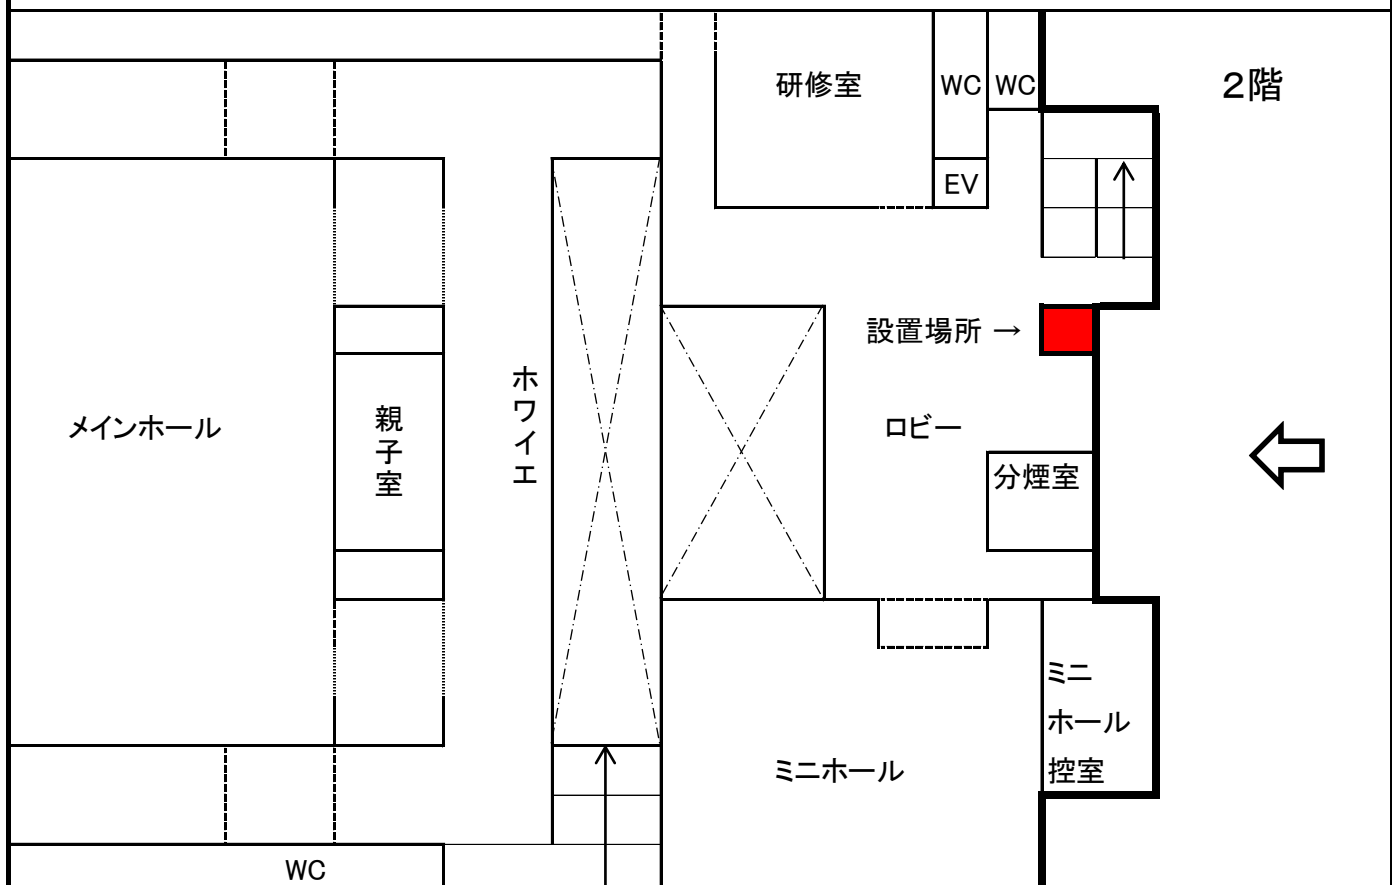 研修室
WC
WC
2階
EV
設置場所 →
ホワイエ
メインホール
親子室
ロビー
分煙室
ミニホール
ミニ
ホール
控室
WC